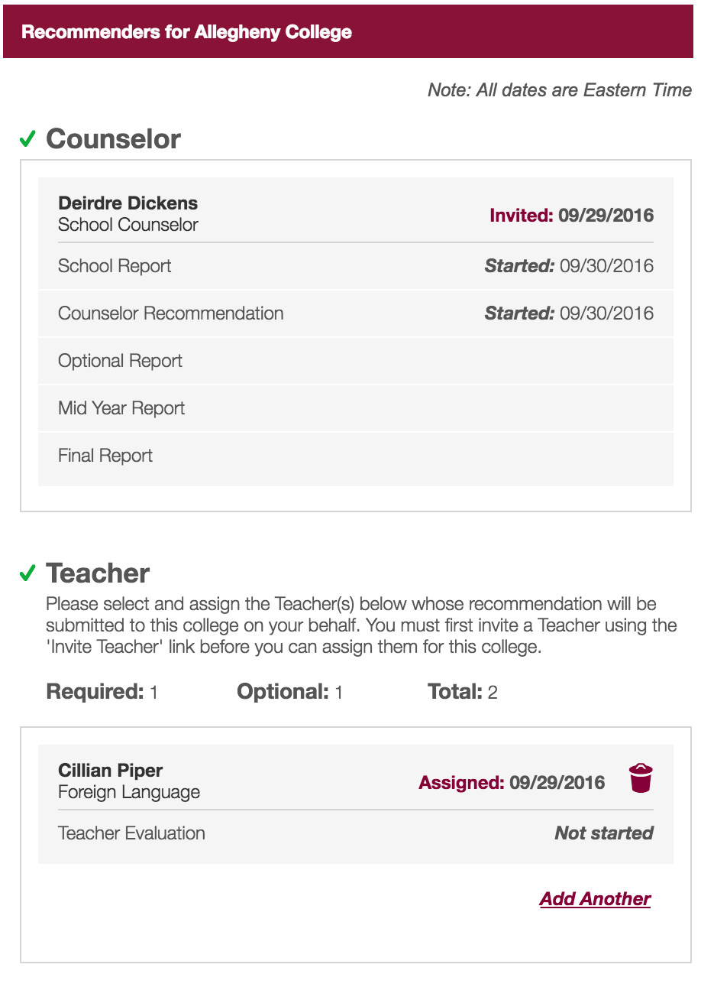 Recommenders for Allegheny College
Note: All dates are Eastern Time
Counselor
Deirdre Dickens
School Counselor
Invited: 09/29/2016
School Report Started: 09/30/2016
Counselor Recommendation Started: 09/30/2016
Optional Report
Mid Year Report
Final Report
Teacher
Please select and assign the Teacher(s) below whose recommendation will be
submitted to this college on your behalf. You must first invite a Teacher using the
'Invite Teacher' link before you can assign them for this college.
Required: 1 Optional: 1 Total: 2
Cillian Piper
Foreign Language
Assigned: 09/29/2016
Teacher Evaluation Not started
Add Another